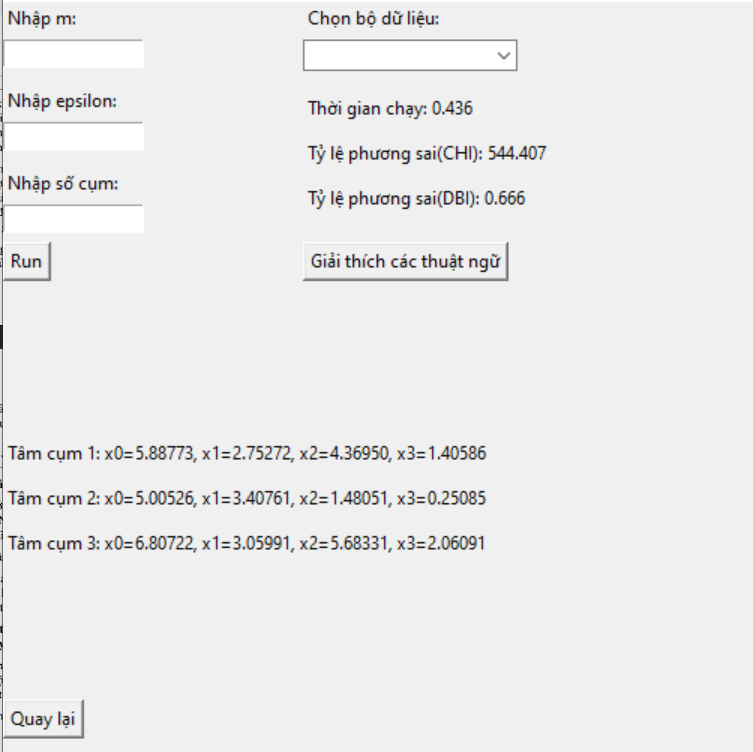 Nhập m:
Chọn bộ dữ liệu:
Nhập epsilon:
Thời gian chạy: 0.436
Tỷ lệ phương sai(CHI): 544.407
Nhập số cụm:
Tỷ lệ phương sai(DBI): 0.666
Run
Giải thích các thuật ngữ
Tâm cụm 1: x0=5.88773, x1=2.75272, x2=4.36950, x3=1.40586
Tâm cụm 2: x0=5.00526, x1=3.40761, x2=1.48051, x3=0.25085
Tâm cụm 3: x0=6.80722, x1=3.05991, x2=5.68331, x3=2.06091
Quay lại